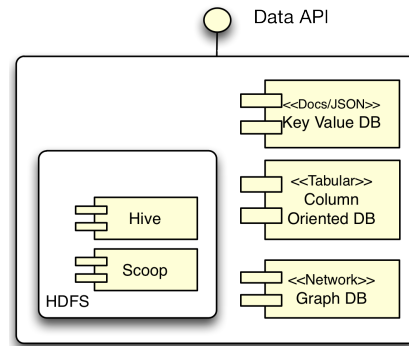 Data API
<<Docs/JSON>>
Key Value DB
<<Tabular>>
Column
Oriented DB
Hive
Scoop
HDFS
<<Network>>
Graph DB